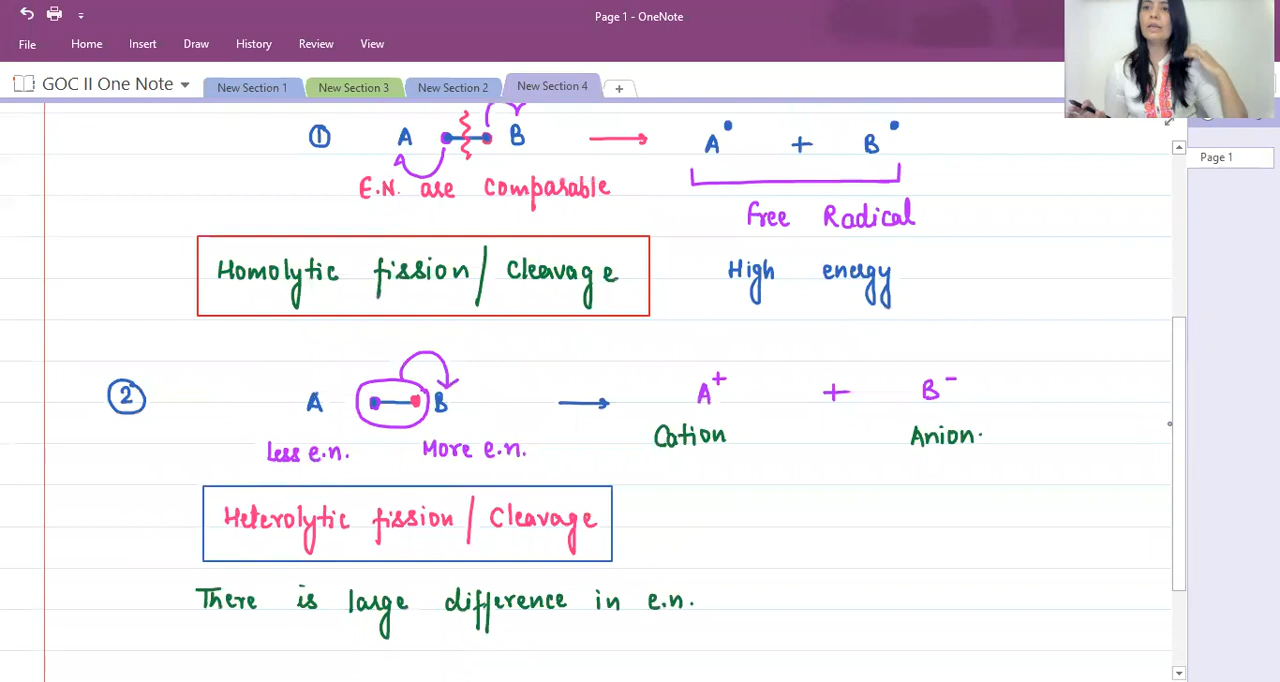 Page 1 - OneNote
File Home Insert Draw History Review View
GOC II One Note New Section 1 New Section 3 New Section 2 New Section 4 +
Page 1
① A B → A• + B•
E.N. are comparable
Free Radical
Homolytic fission / Cleavage
High energy
② A B → A⁺ + B⁻
Cation Anion.
Less e.n. More e.n.
Heterolytic fission / Cleavage
There is large difference in e.n.